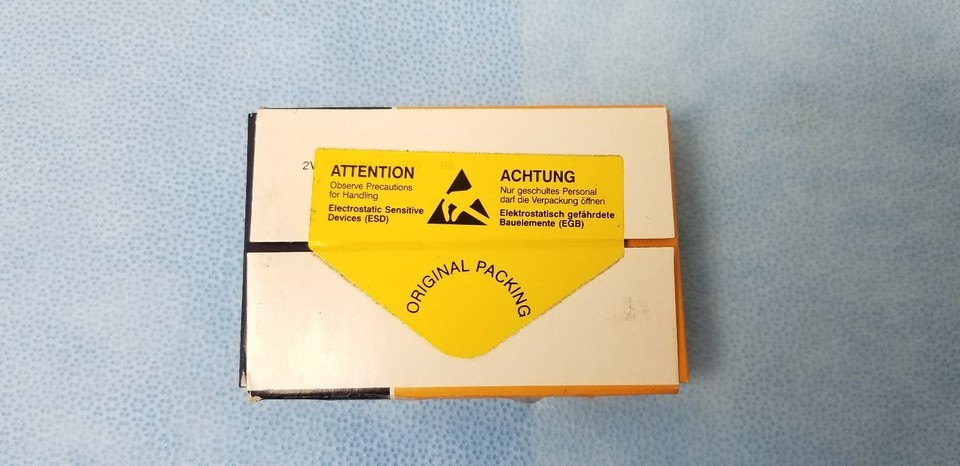 2V
ATTENTION
Observe Precautions
for Handling
Electrostatic Sensitive
Devices (ESD)
ACHTUNG
Nur geschultes Personal
darf die Verpackung öffnen
Elektrostatisch gefährdete
Bauelemente (EGB)
ORIGINAL PACKING